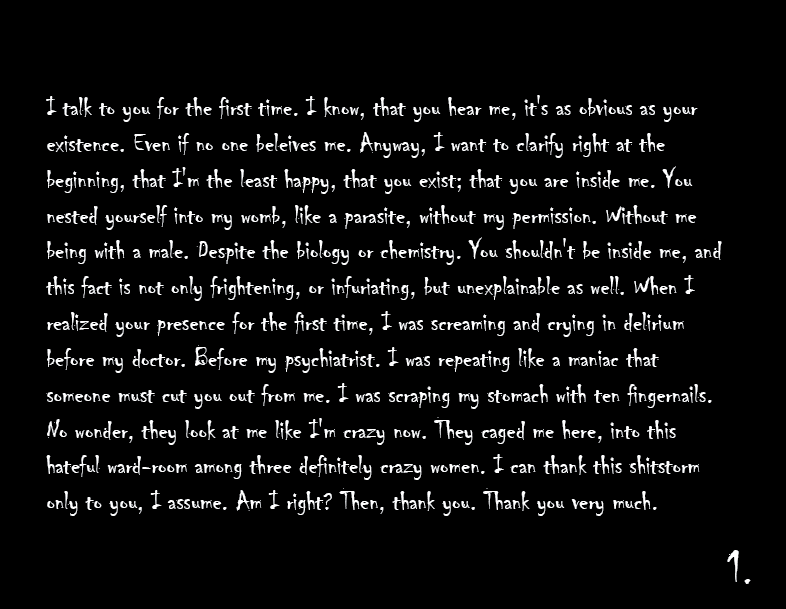 I talk to you for the first time. I know, that you hear me, it's as obvious as your
existence. Even if no one beleives me. Anyway, I want to clarify right at the
beginning, that I'm the least happy, that you exist; that you are inside me. You
nested yourself into my womb, like a parasite, without my permission. Without me
being with a male. Despite the biology or chemistry. You shouldn't be inside me, and
this fact is not only frightening, or infuriating, but unexplainable as well. When I
realized your presence for the first time, I was screaming and crying in delirium
before my doctor. Before my psychiatrist. I was repeating like a maniac that
someone must cut you out from me. I was scraping my stomach with ten fingernails.
No wonder, they look at me like I'm crazy now. They caged me here, into this
hateful ward-room among three definitely crazy women. I can thank this shitstorm
only to you, I assume. Am I right? Then, thank you. Thank you very much.
1.